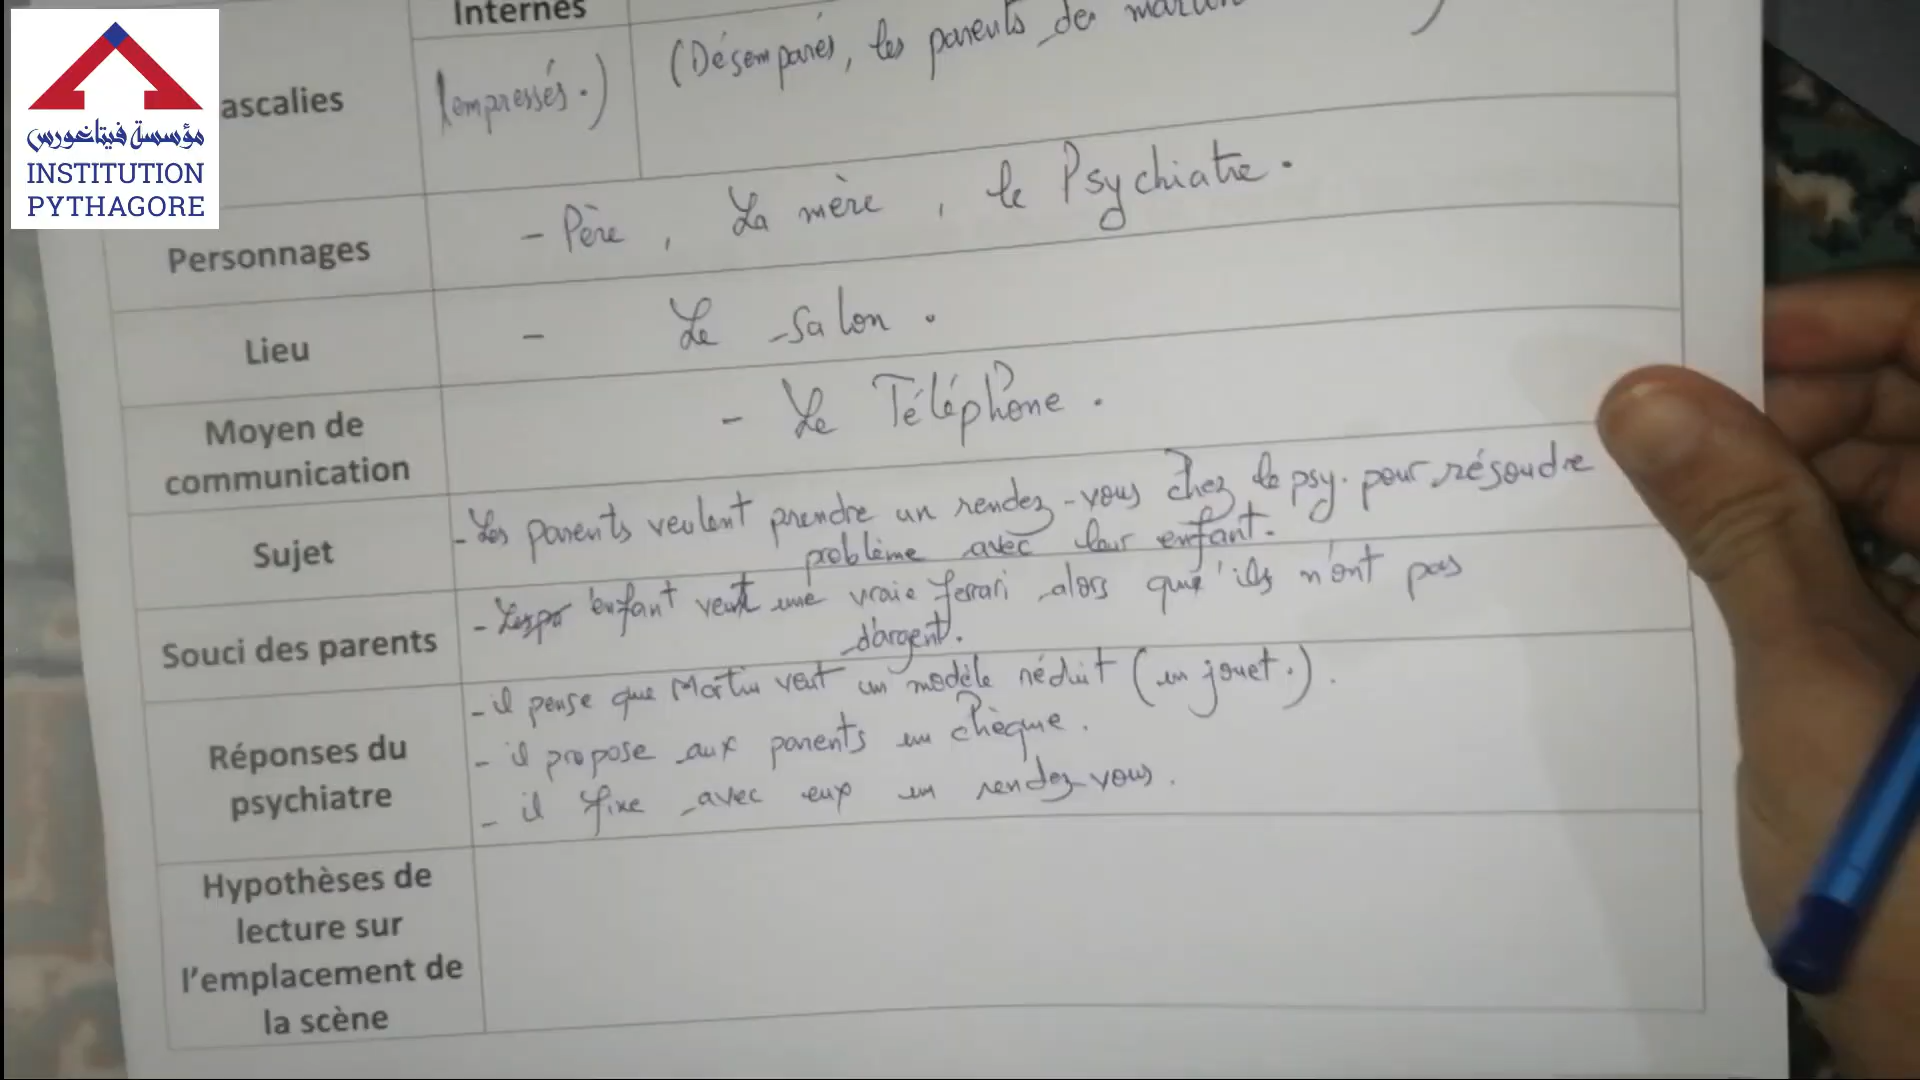 مؤسسة فيتاغورس
INSTITUTION
PYTHAGORE
Internes
ascalies
(empressés.)
(Désemparés, les parents de
Personnages
- Père, La mère, le Psychiatre.
Lieu
- Le salon.
Moyen de
communication
- Le Téléphone.
Sujet
- Les parents veulent prendre un rendez-vous chez le psy. pour résoudre
problème avec leur enfant.
Souci des parents
- enfant veut une vraie ferrari alors que ils n'ont pas
d'argent.
Réponses du
psychiatre
- il pense que Martin veut un modèle réduit (un jouet.).
- il propose aux parents un chèque.
- il fixe avec eux un rendez-vous.
Hypothèses de
lecture sur
l'emplacement de
la scène